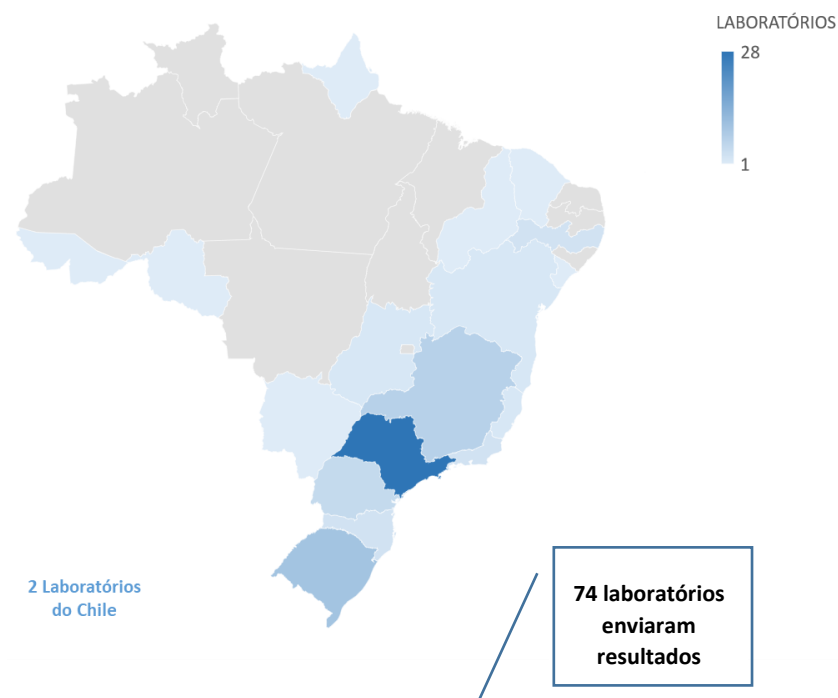 LABORATÓRIOS
28
1
2 Laboratórios
do Chile
74 laboratórios
enviaram
resultados